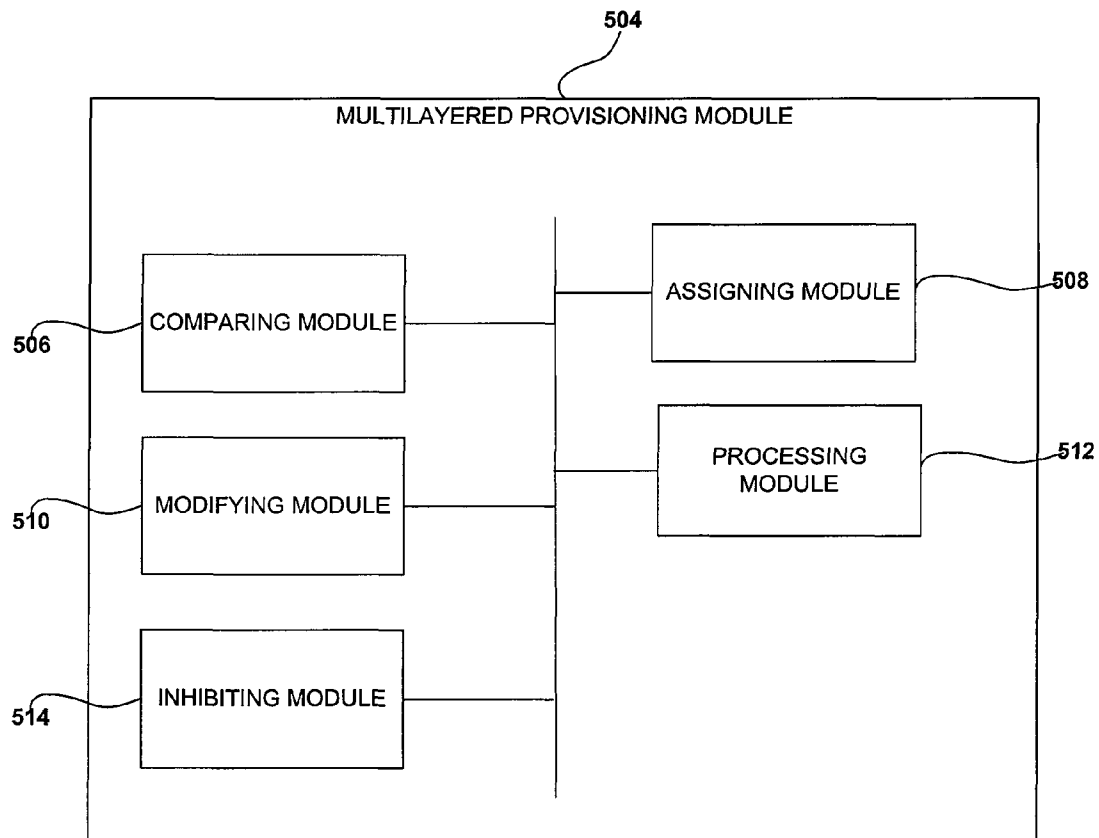 504
MULTILAYERED PROVISIONING MODULE
ASSIGNING MODULE
508
COMPARING MODULE
506
PROCESSING
MODULE
512
MODIFYING MODULE
510
INHIBITING MODULE
514